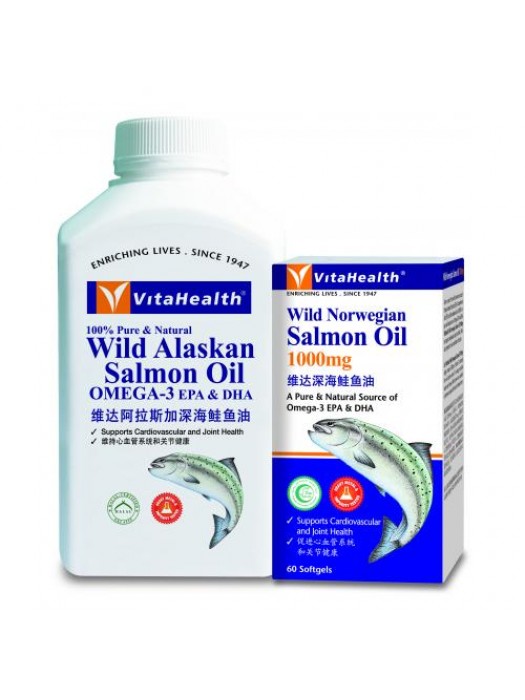 ENRICHING LIVES . SINCE 1947
VitaHealth®
100% Pure & Natural
Wild Alaskan
Salmon Oil
OMEGA-3 EPA & DHA
维达阿拉斯加深海鲑鱼油
✓ Supports Cardiovascular and Joint Health
✓ 维持心血管系统和关节健康
VitaHealth®
ENRICHING LIVES . SINCE 1947
Wild Norwegian
Salmon Oil
1000mg
维达深海鲑鱼油
A Pure & Natural Source of
Omega-3 EPA & DHA
✓ Supports Cardiovascular
and Joint Health
✓ 促进心血管系统
和关节健康
60 Softgels